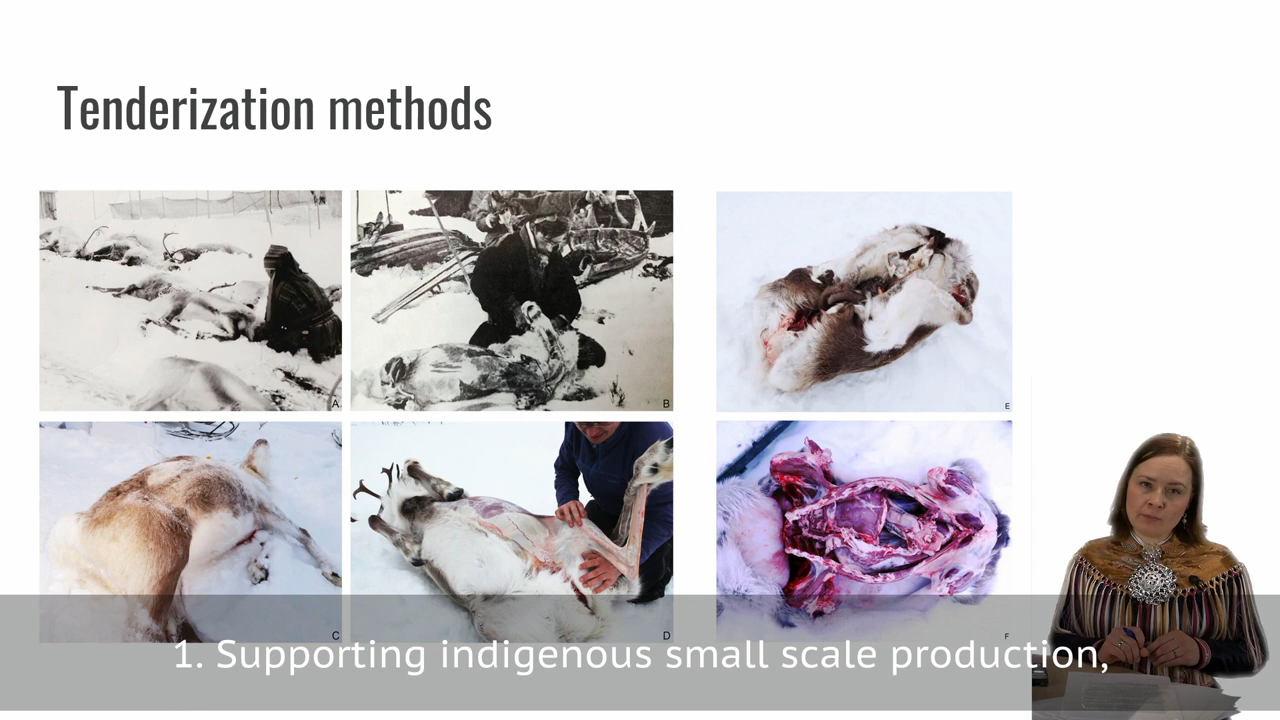 Tenderization methods
A
B
E
C
D
F
1. Supporting indigenous small scale production,